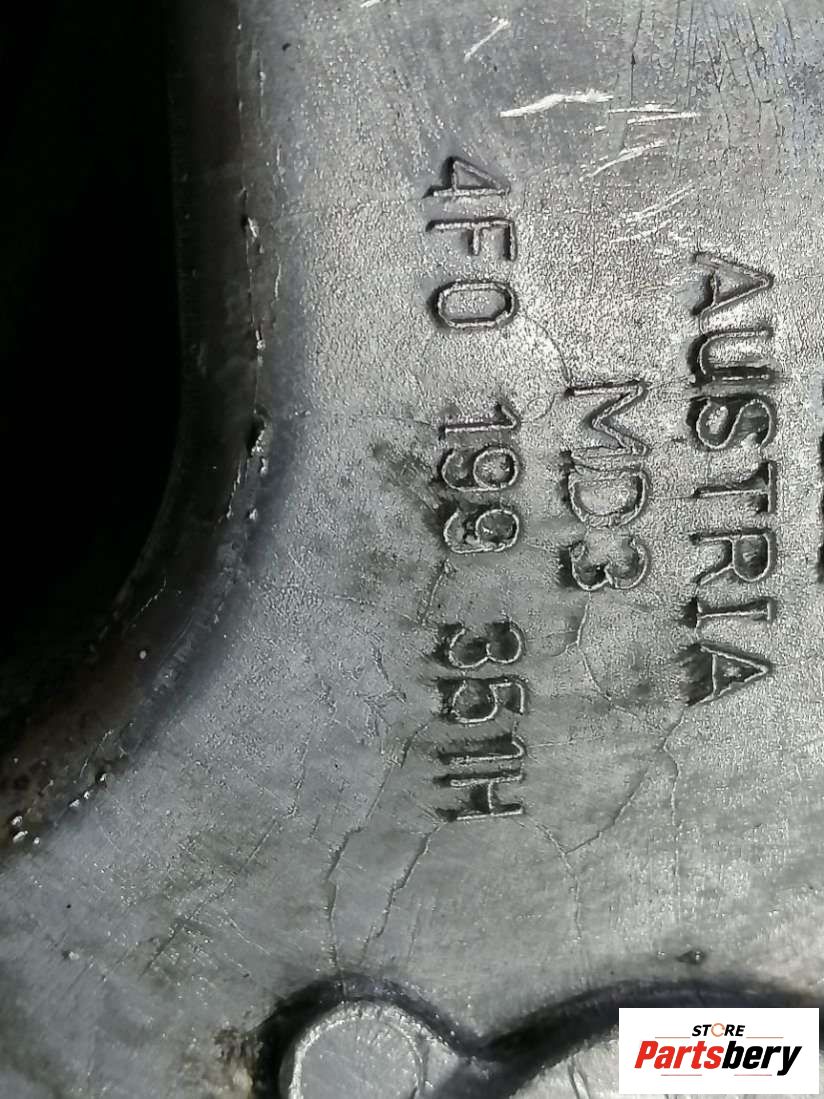 AUSTRIA
MD3
4F0 199 351H
STORE
Partsbery